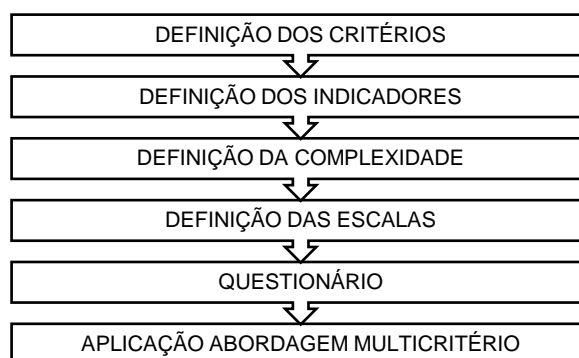 DEFINIÇÃO DOS CRITÉRIOS
DEFINIÇÃO DOS INDICADORES
DEFINIÇÃO DA COMPLEXIDADE
DEFINIÇÃO DAS ESCALAS
QUESTIONÁRIO
APLICAÇÃO ABORDAGEM MULTICRITÉRIO